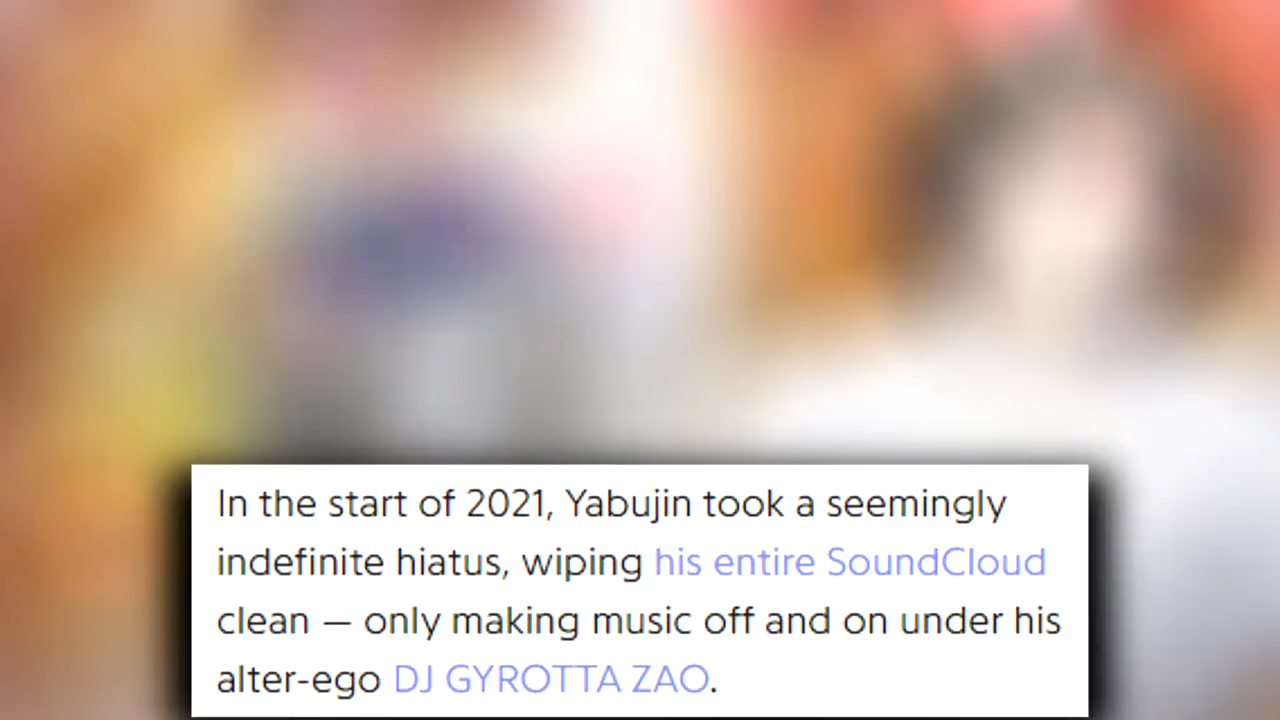 In the start of 2021, Yabujin took a seemingly
indefinite hiatus, wiping his entire SoundCloud
clean — only making music off and on under his
alter-ego DJ GYROTTA ZAO.